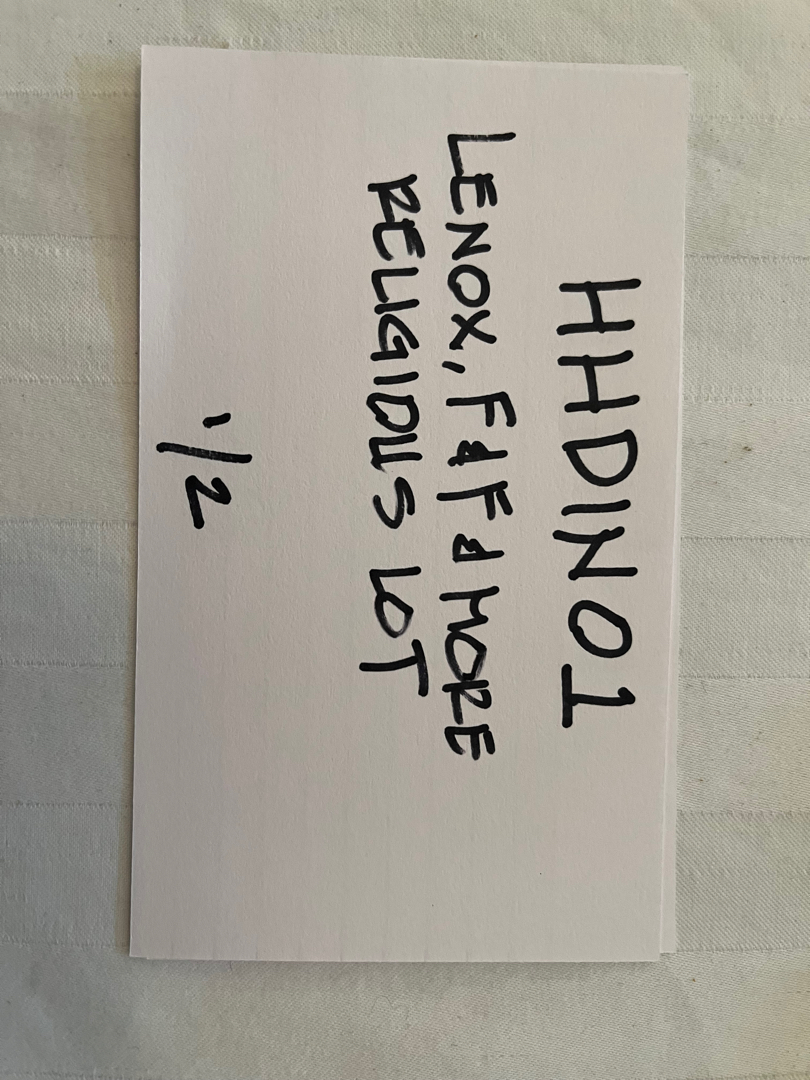 HHDIN01
LENOX, F & F & MORE
RELIGIOUS LOT
1/2